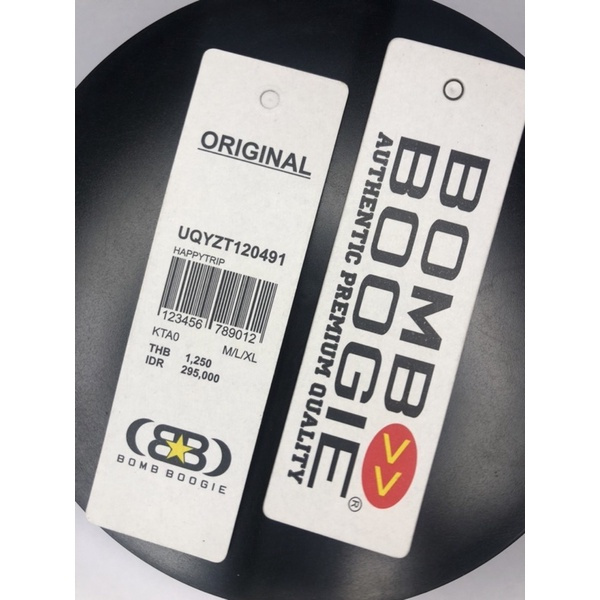 ORIGINAL
UQYZT120491
HAPPYTRIP
123456 789012
KTA0 M/L/XL
THB 1,250
IDR 295,000
BB
BOMB BOOGIE
BOMB
BOOGIE®
AUTHENTIC PREMIUM QUALITY